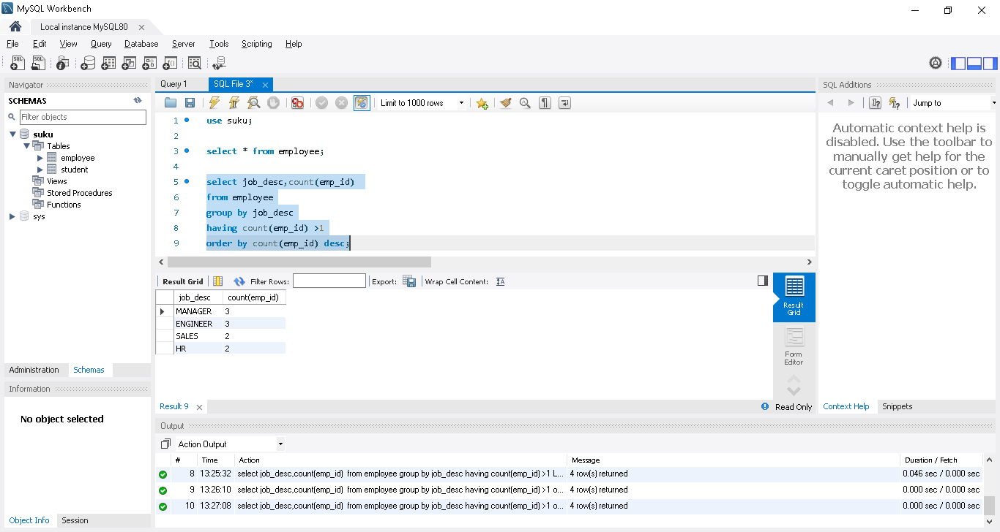 MySQL Workbench
Local instance MySQL80
File Edit View Query Database Server Tools Scripting Help
Navigator
SCHEMAS
Filter objects
suku
Tables
employee
student
Views
Stored Procedures
Functions
sys
Administration Schemas
Information
No object selected
Object Info Session
Query 1 SQL File 3*
Limit to 1000 rows
1 use suku;
2
3 select * from employee;
4
5 select job_desc,count(emp_id)
6 from employee
7 group by job_desc
8 having count(emp_id) >1
9 order by count(emp_id) desc;
Result Grid Filter Rows: Export: Wrap Cell Content:
job_desc count(emp_id)
MANAGER 3
ENGINEER 3
SALES 2
HR 2
Result Grid
Form Editor
Result 9
Read Only
SQL Additions
Jump to
Automatic context help is
disabled. Use the toolbar to
manually get help for the
current caret position or to
toggle automatic help.
Context Help Snippets
Output
Action Output
# Time Action Message Duration / Fetch
8 13:25:32 select job_desc,count(emp_id) from employee group by job_desc having count(emp_id) >1 L... 4 row(s) returned 0.046 sec / 0.000 sec
9 13:26:10 select job_desc,count(emp_id) from employee group by job_desc having count(emp_id) >1 o... 4 row(s) returned 0.000 sec / 0.000 sec
10 13:27:08 select job_desc,count(emp_id) from employee group by job_desc having count(emp_id) >1 o... 4 row(s) returned 0.000 sec / 0.000 sec